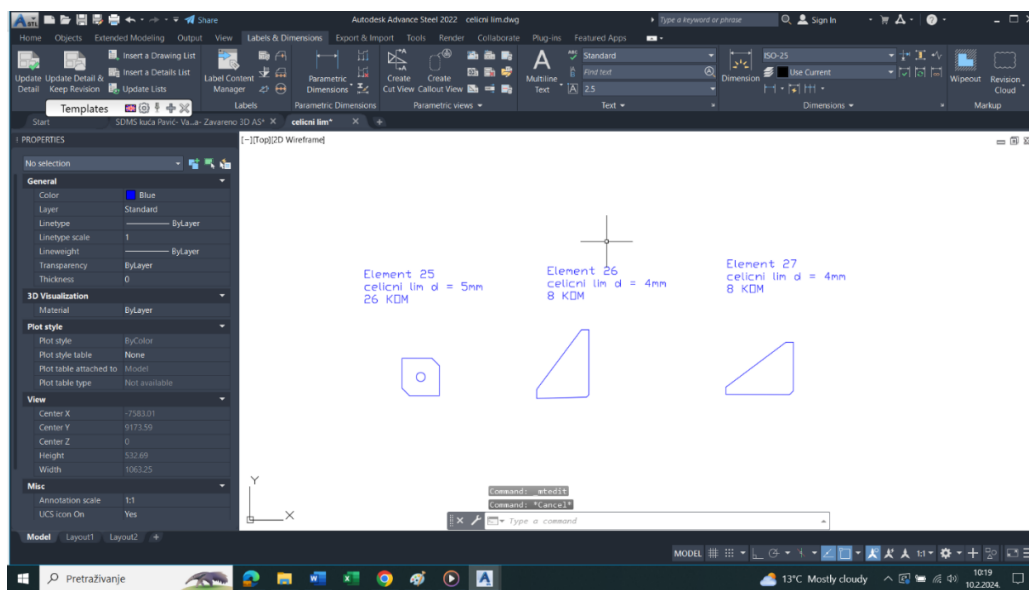 Share
Autodesk Advance Steel 2022 celicni lim.dwg
Type a keyword or phrase
Sign In
Home Objects Extended Modeling Output View Labels & Dimensions Export & Import Tools Render Collaborate Plug-ins Featured Apps
Update Detail
Update Detail & Keep Revision
Insert a Drawing List
Insert a Details List
Update Lists
Label Content Manager
Labels
Parametric Dimensions
Parametric Dimensions
Create Cut View
Create Callout View
Parametric views
Multiline Text
Standard
Find text
2.5
Text
Dimension
ISO-25
Use Current
Dimensions
Wipeout
Revision Cloud
Markup
Templates
Start
SDMS kuća Pavić- Va...a- Zavareno 3D AS*
celicni lim*
PROPERTIES
[−][Top][2D Wireframe]
No selection
General
Color Blue
Layer Standard
Linetype ByLayer
Linetype scale 1
Lineweight ByLayer
Transparency ByLayer
Thickness 0
3D Visualization
Material ByLayer
Plot style
Plot style ByColor
Plot style table None
Plot table attached to Model
Plot table type Not available
View
Center X -7583.01
Center Y 9173.59
Center Z 0
Height 532.69
Width 1063.25
Misc
Annotation scale 1:1
UCS icon On Yes
Element 25
celicni lim d = 5mm
26 KOM
Element 26
celicni lim d = 4mm
8 KOM
Element 27
celicni lim d = 4mm
8 KOM
Y
X
Command: _mtedit
Command: *Cancel*
Type a command
Model Layout1 Layout2
MODEL
1:1
Pretraživanje
13°C Mostly cloudy
10:19
10.2.2024.